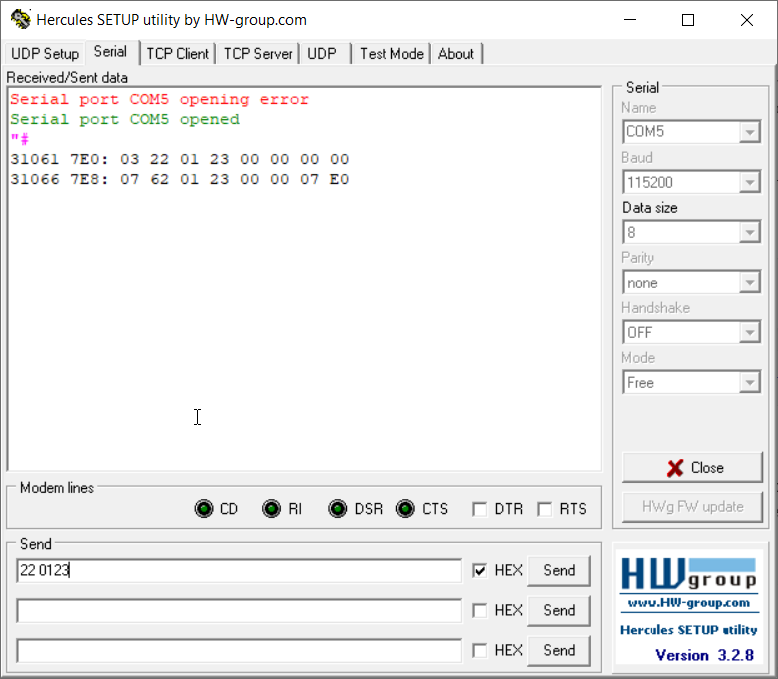 Hercules SETUP utility by HW-group.com
UDP Setup Serial TCP Client TCP Server UDP Test Mode About
Received/Sent data
Serial port COM5 opening error
Serial port COM5 opened
"#
31061 7E0: 03 22 01 23 00 00 00 00
31066 7E8: 07 62 01 23 00 00 07 E0
Serial
Name
COM5
Baud
115200
Data size
8
Parity
none
Handshake
OFF
Mode
Free
Close
HWg FW update
Modem lines
CD RI DSR CTS DTR RTS
Send
22 0123 HEX Send
HEX Send
HEX Send
HWgroup
www.HW-group.com
Hercules SETUP utility
Version 3.2.8